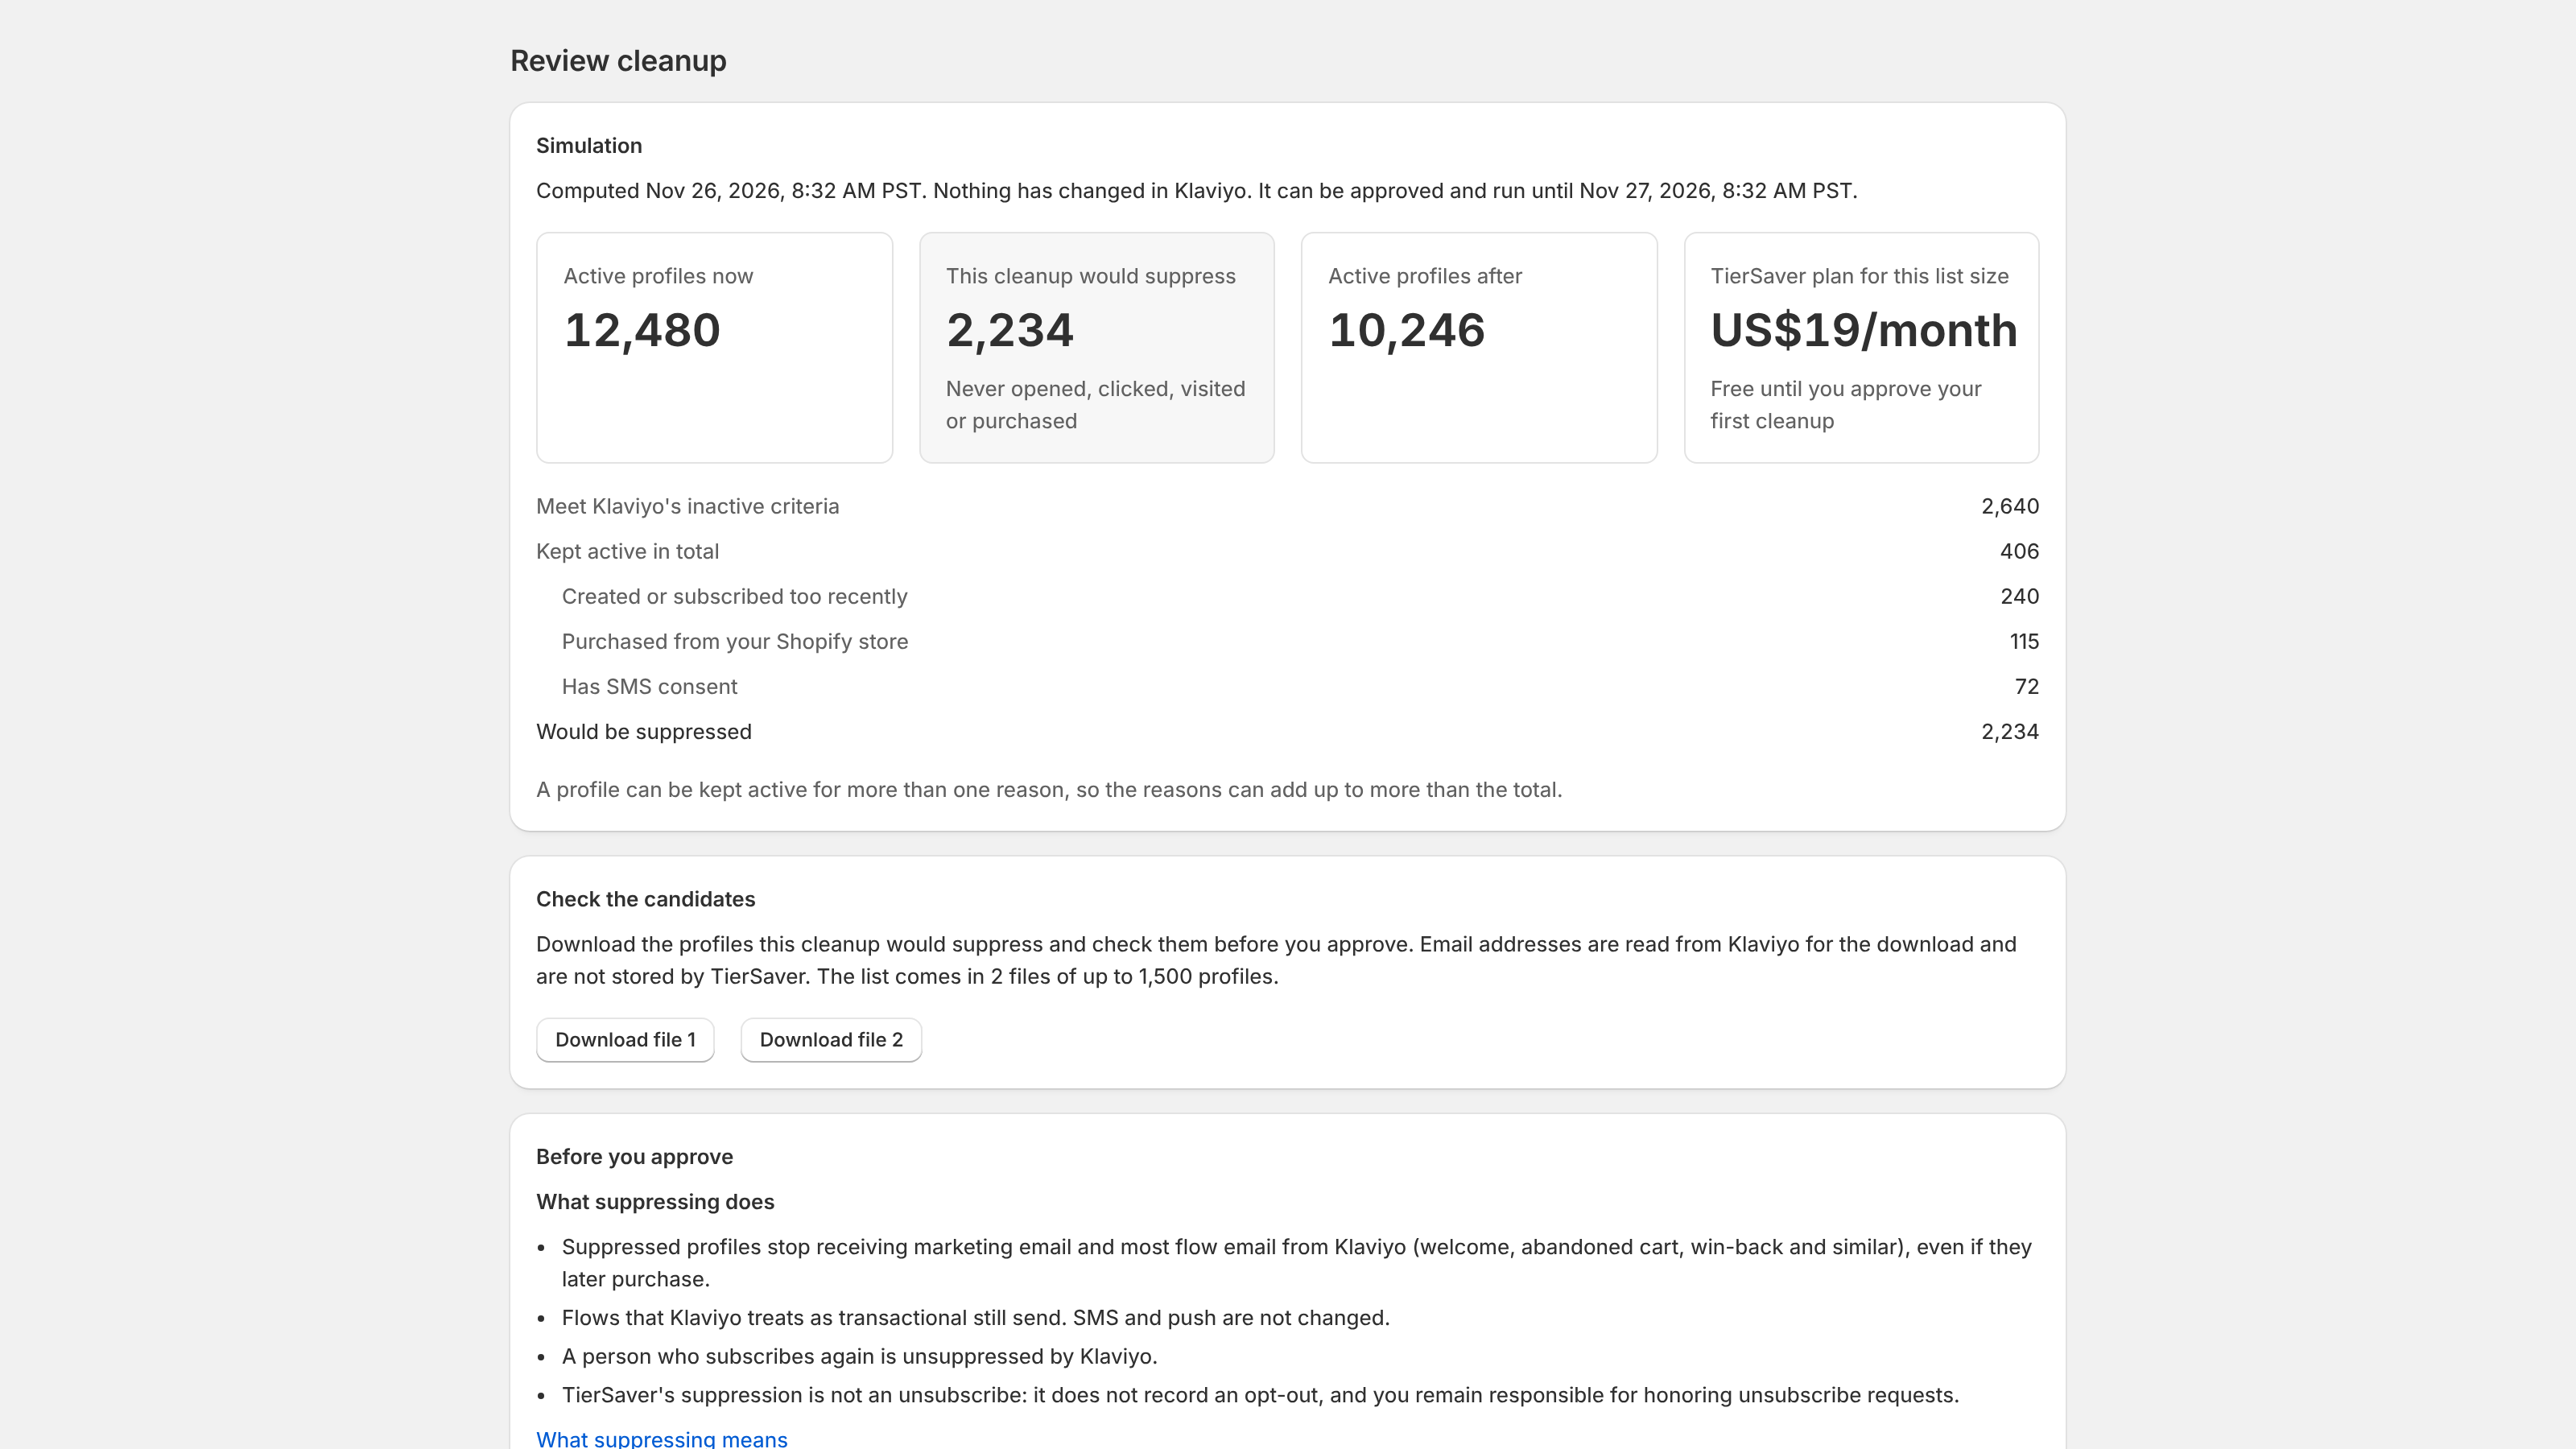 Review cleanup
Simulation
Computed Nov 26, 2026, 8:32 AM PST. Nothing has changed in Klaviyo. It can be approved and run until Nov 27, 2026, 8:32 AM PST.
Active profiles now
12,480
This cleanup would suppress
2,234
Never opened, clicked, visited
or purchased
Active profiles after
10,246
TierSaver plan for this list size
US$19/month
Free until you approve your
first cleanup
Meet Klaviyo's inactive criteria 2,640
Kept active in total 406
Created or subscribed too recently 240
Purchased from your Shopify store 115
Has SMS consent 72
Would be suppressed 2,234
A profile can be kept active for more than one reason, so the reasons can add up to more than the total.
Check the candidates
Download the profiles this cleanup would suppress and check them before you approve. Email addresses are read from Klaviyo for the download and
are not stored by TierSaver. The list comes in 2 files of up to 1,500 profiles.
Download file 1 Download file 2
Before you approve
What suppressing does
• Suppressed profiles stop receiving marketing email and most flow email from Klaviyo (welcome, abandoned cart, win-back and similar), even if they
later purchase.
• Flows that Klaviyo treats as transactional still send. SMS and push are not changed.
• A person who subscribes again is unsuppressed by Klaviyo.
• TierSaver's suppression is not an unsubscribe: it does not record an opt-out, and you remain responsible for honoring unsubscribe requests.
What suppressing means